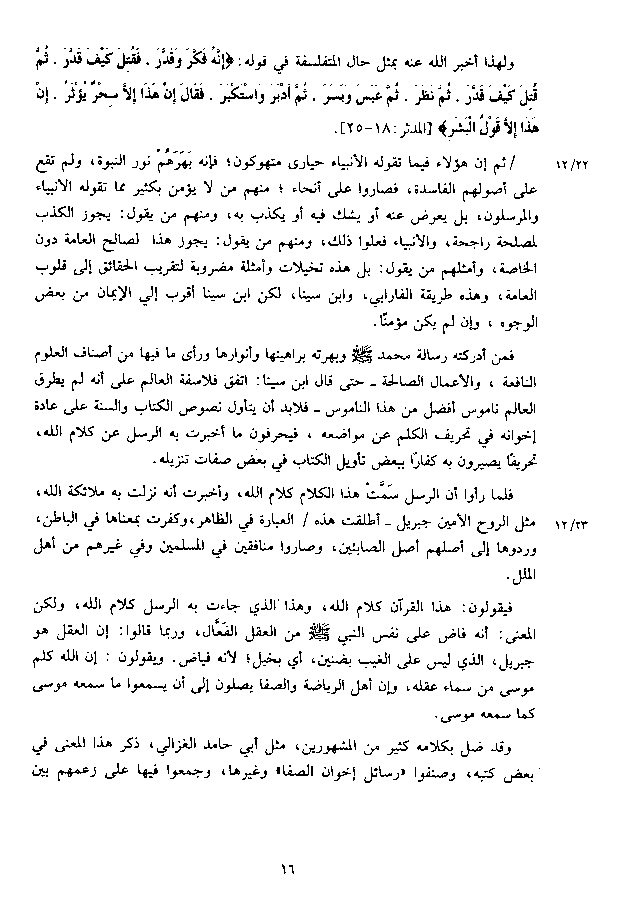 ولهذا أخبر الله عنه بمثل حال المتفلسفة في قوله: ﴿إِنَّهُ فَكَّرَ وَقَدَّرَ . فَقُتِلَ كَيْفَ قَدَّرَ . ثُمَّ
قُتِلَ كَيْفَ قَدَّرَ . ثُمَّ نَظَرَ . ثُمَّ عَبَسَ وَبَسَرَ . ثُمَّ أَدْبَرَ وَاسْتَكْبَرَ . فَقَالَ إِنْ هَذَا إِلاَّ سِحْرٌ يُؤْثَرُ . إِنْ
هَذَا إِلاَّ قَوْلُ الْبَشَرِ﴾ [المدثر: ١٨-٢٥].
١٢/٢٢ / ثم إن هؤلاء فيما تقوله الأنبياء حيارى متهوكون؛ فإنه بَهَرَهُمْ نور النبوة، ولم تقع
على أصولهم الفاسدة، فصاروا على أنحاء ؛ منهم من لا يؤمن بكثير مما تقوله الأنبياء
والمرسلون، بل يعرض عنه أو يشك فيه أو يكذب به، ومنهم من يقول: يجوز الكذب
لمصلحة راجحة، والأنبياء فعلوا ذلك، ومنهم من يقول: يجوز هذا لصالح العامة دون
الخاصة، وأمثلهم من يقول: بل هذه تخيلات وأمثلة مضروبة لتقريب الحقائق إلى قلوب
العامة، وهذه طريقة الفارابي، وابن سينا، لكن ابن سينا أقرب إلي الإيمان من بعض
الوجوه ، وإن لم يكن مؤمنًا.
فمن أدركته رسالة محمد ﷺ وبهرته براهينها وأنوارها ورأى ما فيها من أصناف العلوم
النافعة ، والأعمال الصالحة ـ حتى قال ابن سينا: اتفق فلاسفة العالم على أنه لم يطرق
العالم ناموس أفضل من هذا الناموس ـ فلابد أن يتأول نصوص الكتاب والسنة على عادة
إخوانه في تحريف الكلم عن مواضعه ، فيحرفون ما أخبرت به الرسل عن كلام الله،
تحريفًا يصيرون به كفارًا ببعض تأويل الكتاب في بعض صفات تنزيله.
فلما رأوا أن الرسل سَمَّتْ هذا الكلام كلام الله، وأخبرت أنه نزلت به ملائكة الله،
١٢/٢٣ مثل الروح الأمين جبريل ـ أطلقت هذه / العبارة في الظاهر،وكفرت بمعناها في الباطن،
وردوها إلى أصلهم أصل الصابئين، وصاروا منافقين في المسلمين وفي غيرهم من أهل
الملل.
فيقولون: هذا القرآن كلام الله، وهذا الذي جاءت به الرسل كلام الله، ولكن
المعنى: أنه فاض على نفس النبي ﷺ من العقل الفَعَّال، وربما قالوا: إن العقل هو
جبريل، الذي ليس على الغيب بضنين، أي بخيل؛ لأنه فياض. ويقولون : إن الله كلم
موسى من سماء عقله، وإن أهل الرياضة والصفا يصلون إلى أن يسمعوا ما سمعه موسى
كما سمعه موسى.
وقد ضل بكلامه كثير من المشهورين، مثل أبي حامد الغزالي، ذكر هذا المعنى في
بعض كتبه، وصنفوا «رسائل إخوان الصفا» وغيرها، وجمعوا فيها على زعمهم بين
١٦